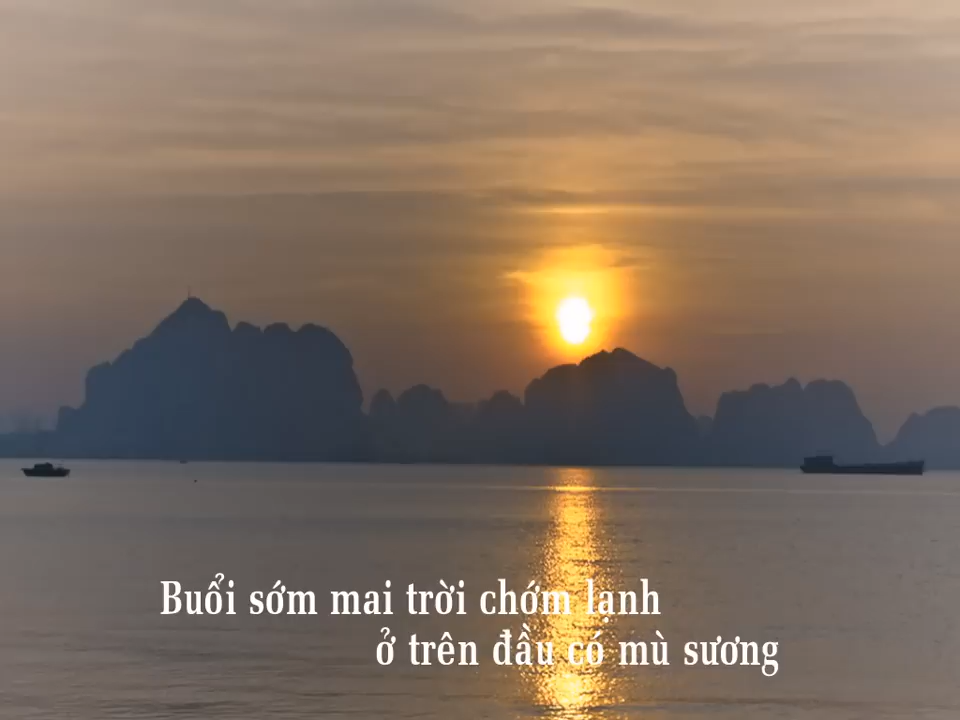 Buổi sớm mai trời chớm lạnh
ở trên đầu có mù sương